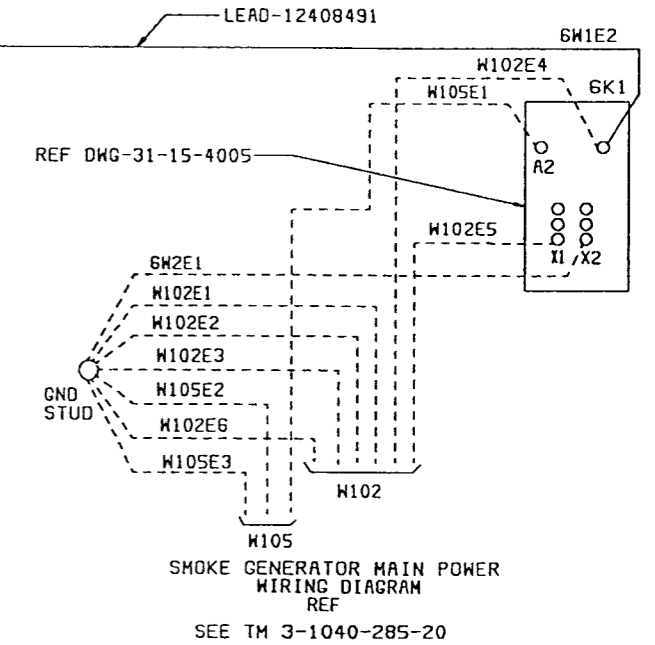 LEAD-12408491
6W1E2
W102E4
6K1
W105E1
REF DWG-31-15-4005
A2
W102E5
X1 / X2
6W2E1
W102E1
W102E2
W102E3
GND
STUD
W105E2
W102E6
W105E3
W102
W105
SMOKE GENERATOR MAIN POWER
WIRING DIAGRAM
REF
SEE TM 3-1040-285-20